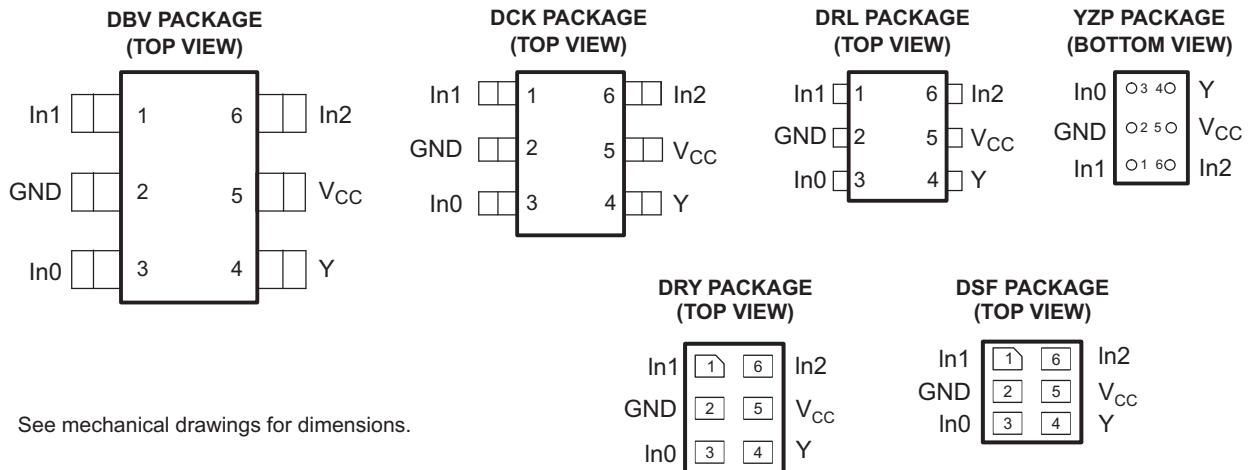 DBV PACKAGE
(TOP VIEW)
In1 1 6 In2
GND 2 5 VCC
In0 3 4 Y
DCK PACKAGE
(TOP VIEW)
In1 1 6 In2
GND 2 5 VCC
In0 3 4 Y
DRL PACKAGE
(TOP VIEW)
In1 1 6 In2
GND 2 5 VCC
In0 3 4 Y
YZP PACKAGE
(BOTTOM VIEW)
In0 3 4 Y
GND 2 5 VCC
In1 1 6 In2
DRY PACKAGE
(TOP VIEW)
In1 1 6 In2
GND 2 5 VCC
In0 3 4 Y
DSF PACKAGE
(TOP VIEW)
In1 1 6 In2
GND 2 5 VCC
In0 3 4 Y
See mechanical drawings for dimensions.